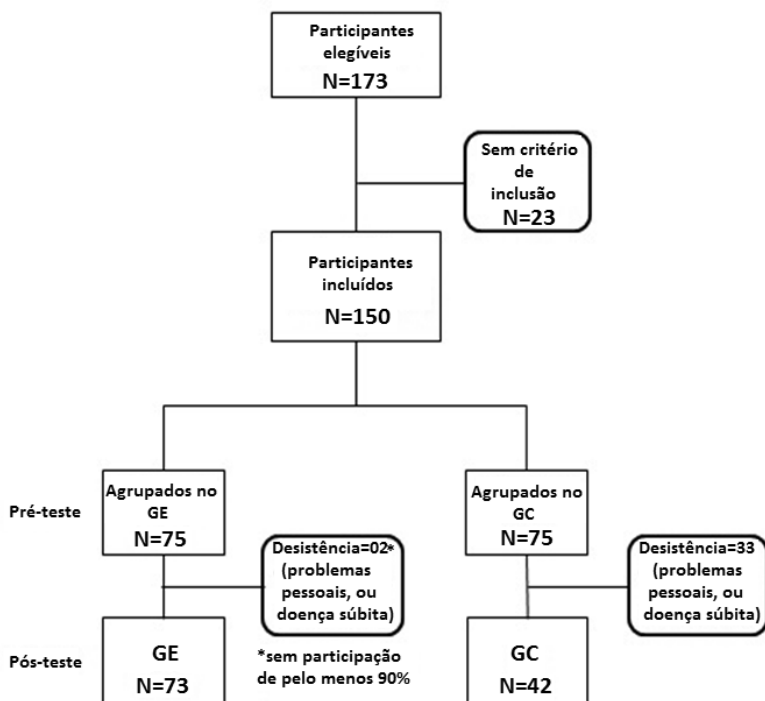 Participantes
elegíveis
N=173
Sem critério
de
inclusão
N=23
Participantes
incluídos
N=150
Pré-teste
Agrupados no
GE
N=75
Agrupados no
GC
N=75
Desistência=02*
(problemas
pessoais, ou
doença súbita)
Desistência=33
(problemas
pessoais, ou
doença súbita)
Pós-teste
GE
N=73
*sem participação
de pelo menos 90%
GC
N=42